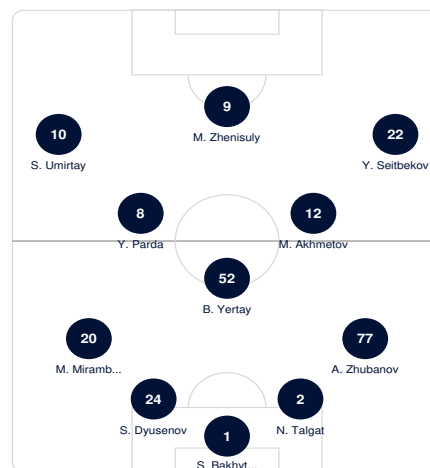 9
M. Zhenisuly
10
S. Umirtay
22
Y. Seitbekov
8
Y. Parda
12
M. Akhmetov
52
B. Yertay
20
M. Miramb...
77
A. Zhubanov
24
S. Dyusenov
2
N. Talgat
1
S. Bakhyt...